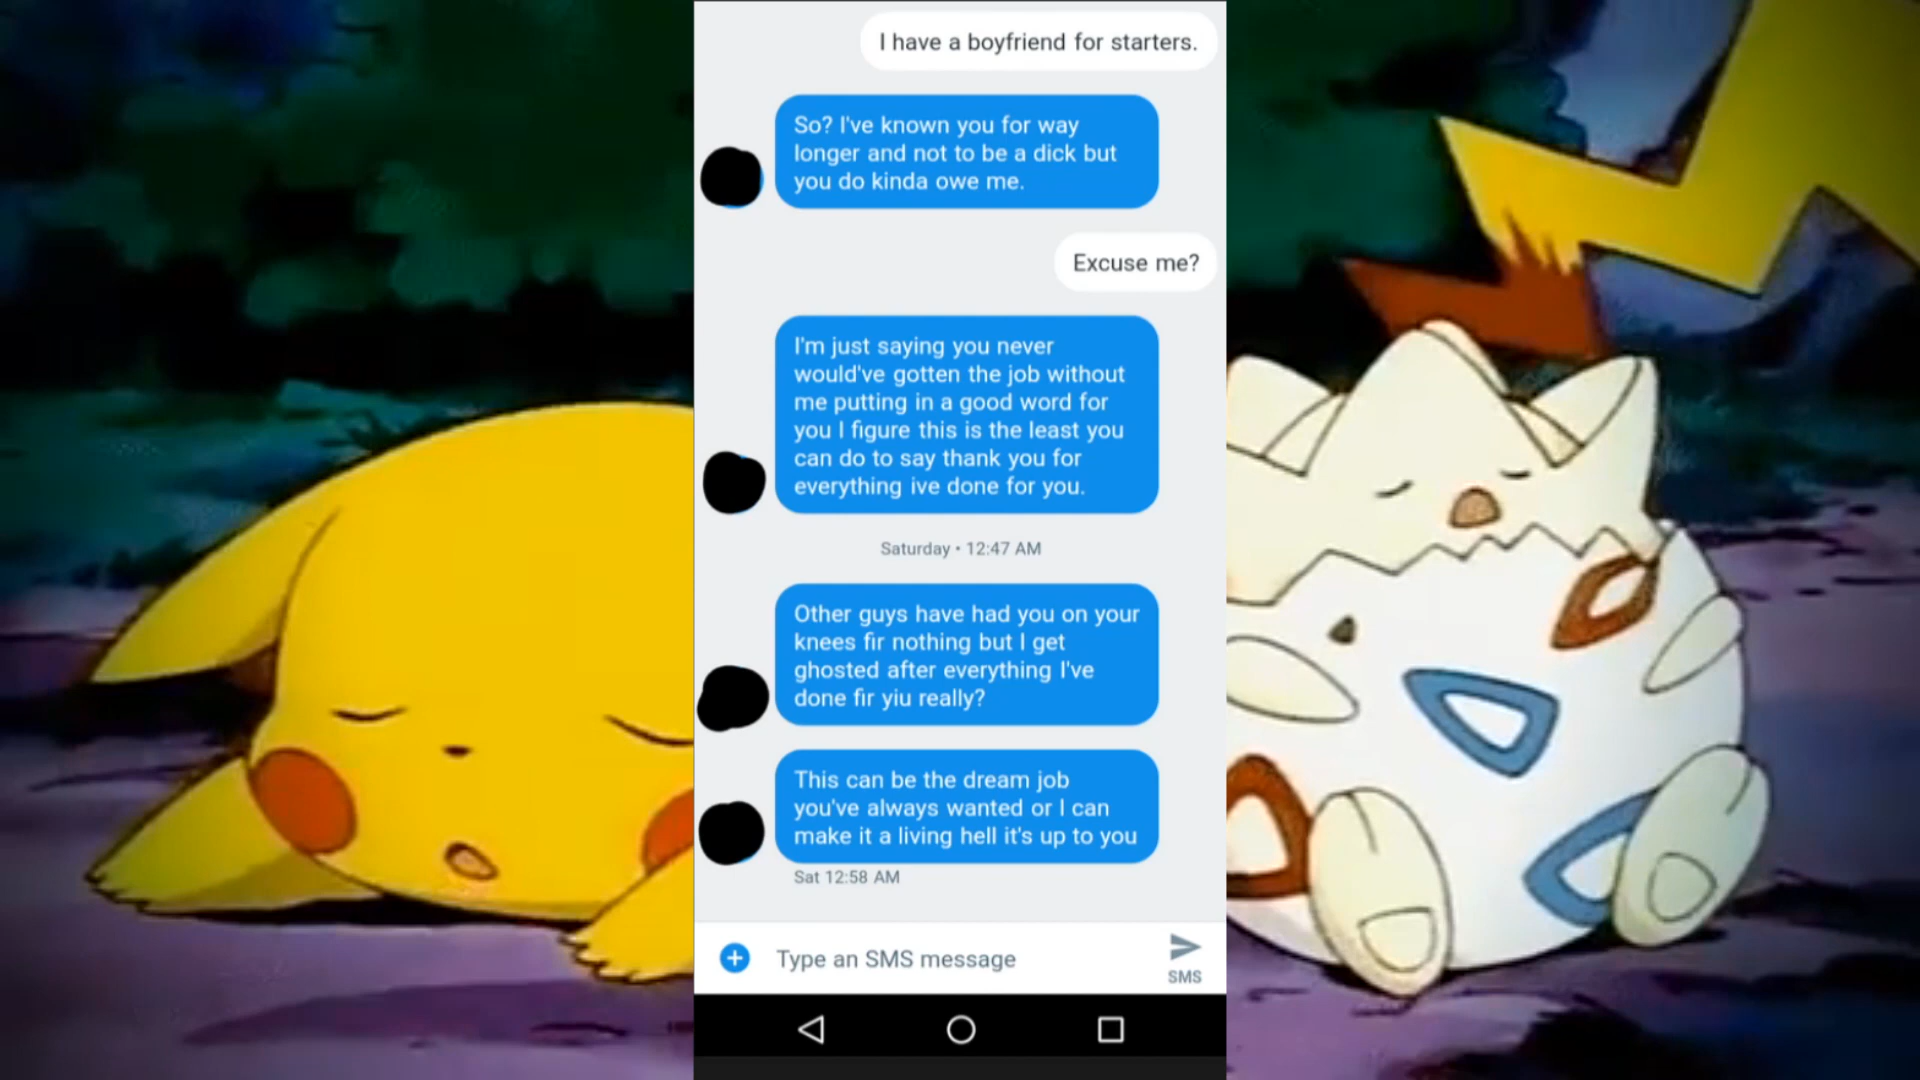 I have a boyfriend for starters.
So? I've known you for way
longer and not to be a dick but
you do kinda owe me.
Excuse me?
I'm just saying you never
would've gotten the job without
me putting in a good word for
you I figure this is the least you
can do to say thank you for
everything ive done for you.
Saturday • 12:47 AM
Other guys have had you on your
knees fir nothing but I get
ghosted after everything I've
done fir yiu really?
This can be the dream job
you've always wanted or I can
make it a living hell it's up to you
Sat 12:58 AM
Type an SMS message
SMS